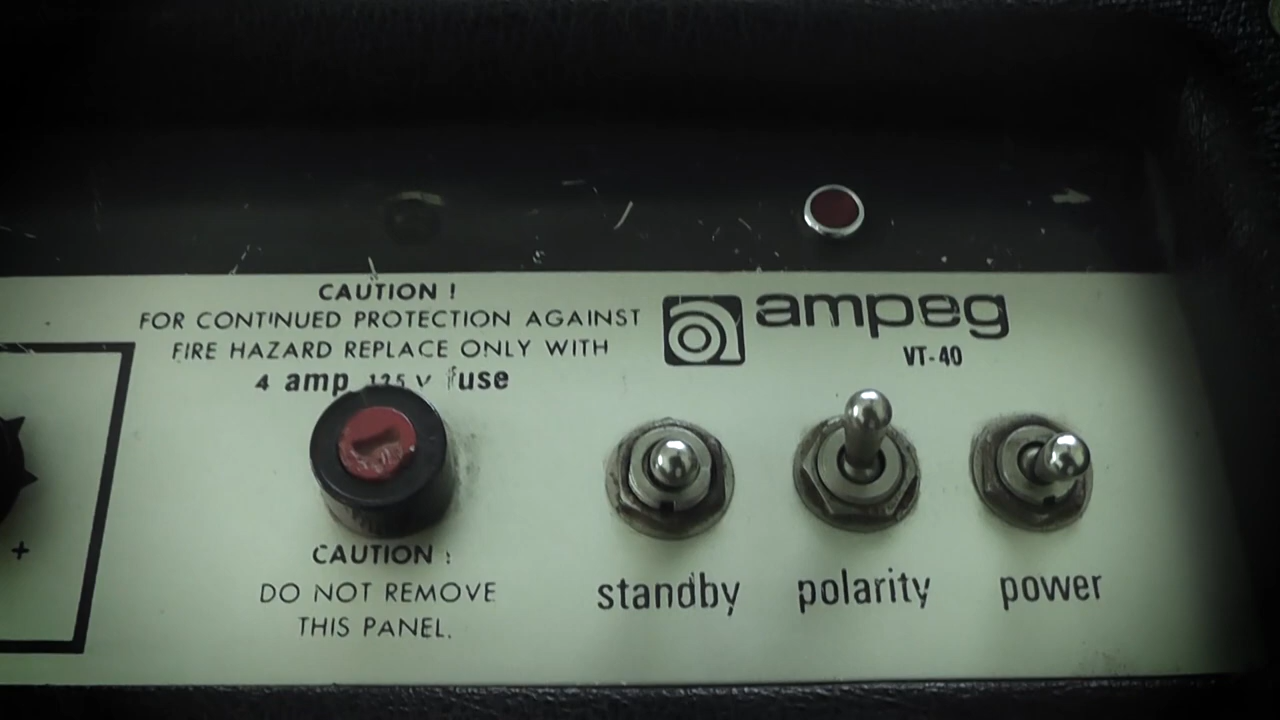 CAUTION !
FOR CONTINUED PROTECTION AGAINST
FIRE HAZARD REPLACE ONLY WITH
4 amp 125 V fuse
ampeg
VT-40
+
CAUTION !
DO NOT REMOVE
THIS PANEL.
standby
polarity
power